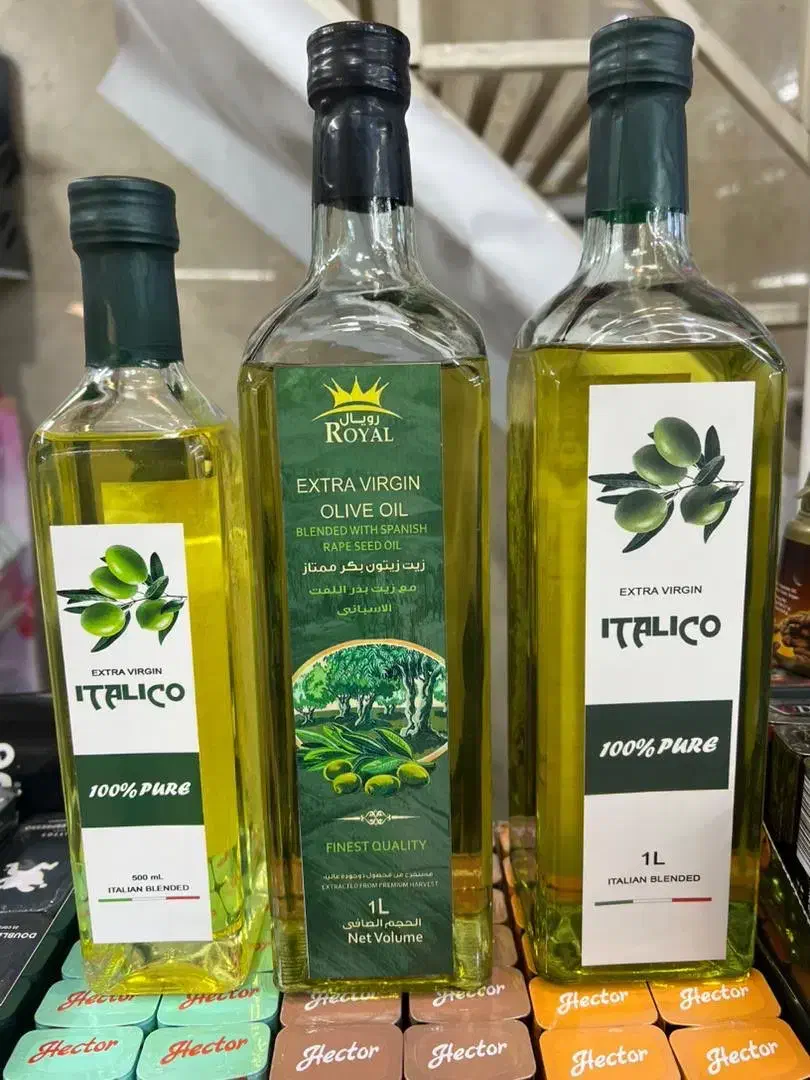 EXTRA VIRGIN
ITALICO
100% PURE
500 mL
ITALIAN BLENDED
رويال
ROYAL
EXTRA VIRGIN
OLIVE OIL
BLENDED WITH SPANISH
RAPE SEED OIL
زيت زيتون بكر ممتاز
مع زيت بذر اللفت
الاسباني
FINEST QUALITY
EXTRACTED FROM PREMIUM HARVEST
1L
الحجم الصافي
Net Volume
EXTRA VIRGIN
ITALICO
100% PURE
1L
ITALIAN BLENDED
DOUBLE
Hector
Hector
Hector
Hector
Hector
Hector
Hector
Hector
Hector
Hector
Hector
Hector